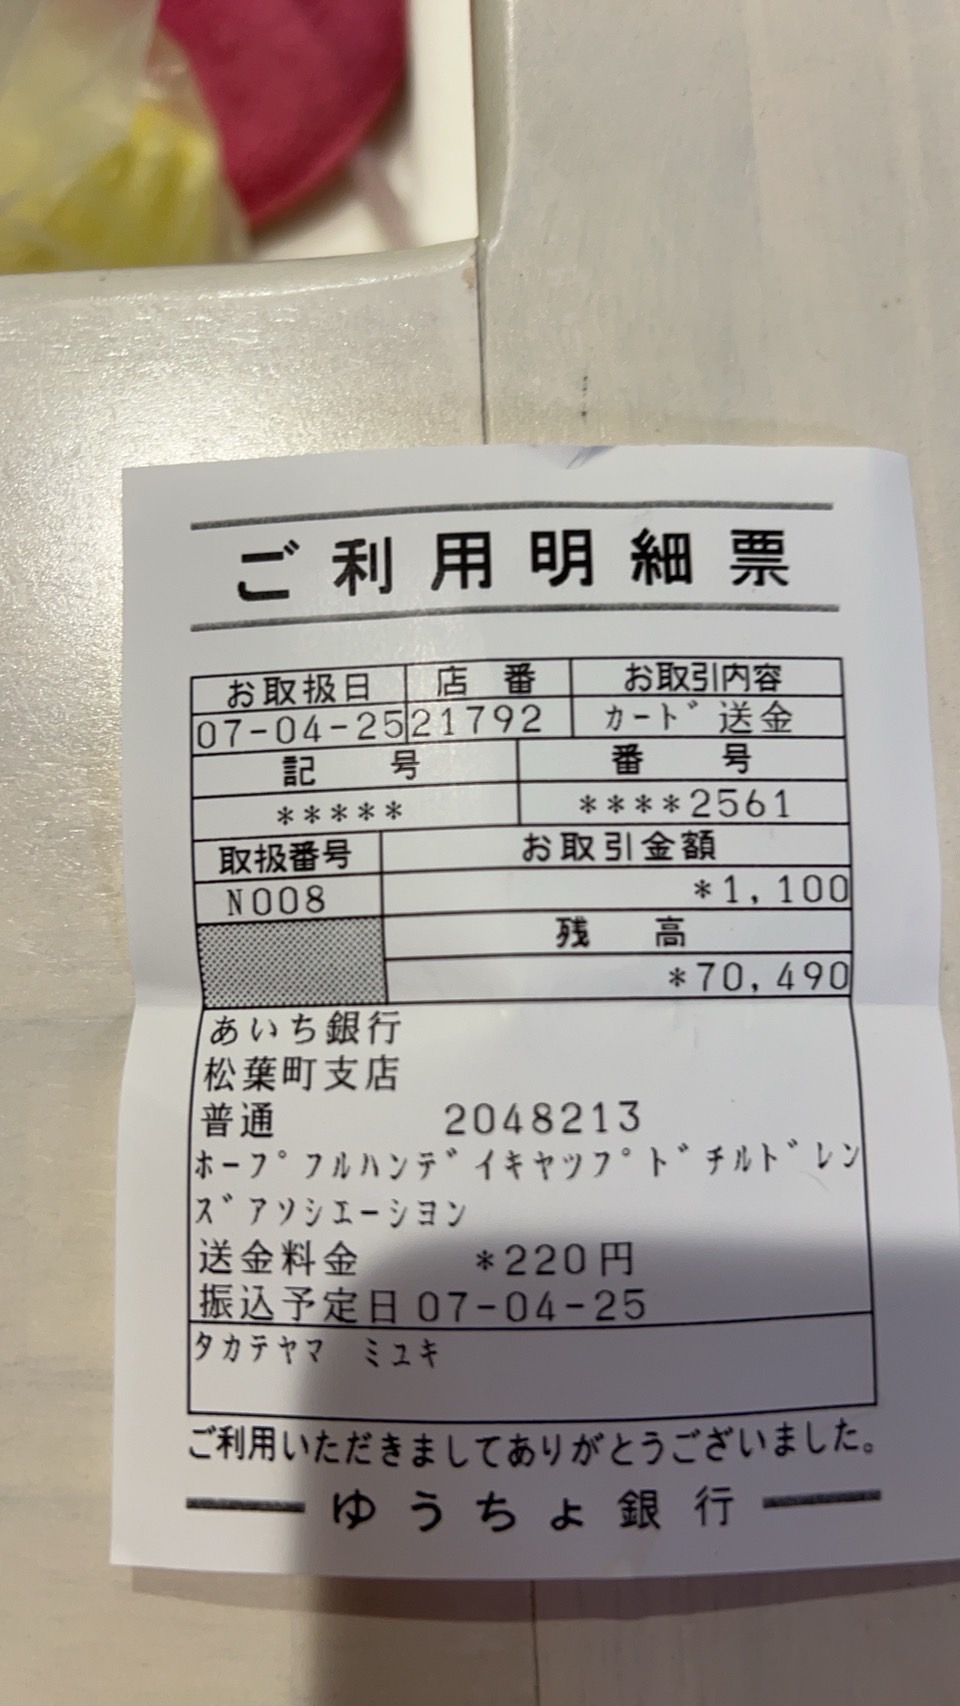 ご利用明細票
お取扱日 店番 お取引内容
07-04-25 21792 カード送金
記号 番号
***** ****2561
取扱番号 お取引金額
N008 *1,100
残高
*70,490
あいち銀行
松葉町支店
普通 2048213
ホープフルハンデイキヤツプドチルドレン
ズアソシエーシヨン
送金料金 *220円
振込予定日 07-04-25
タカテヤマ ミユキ
ご利用いただきましてありがとうございました。
ゆうちょ銀行